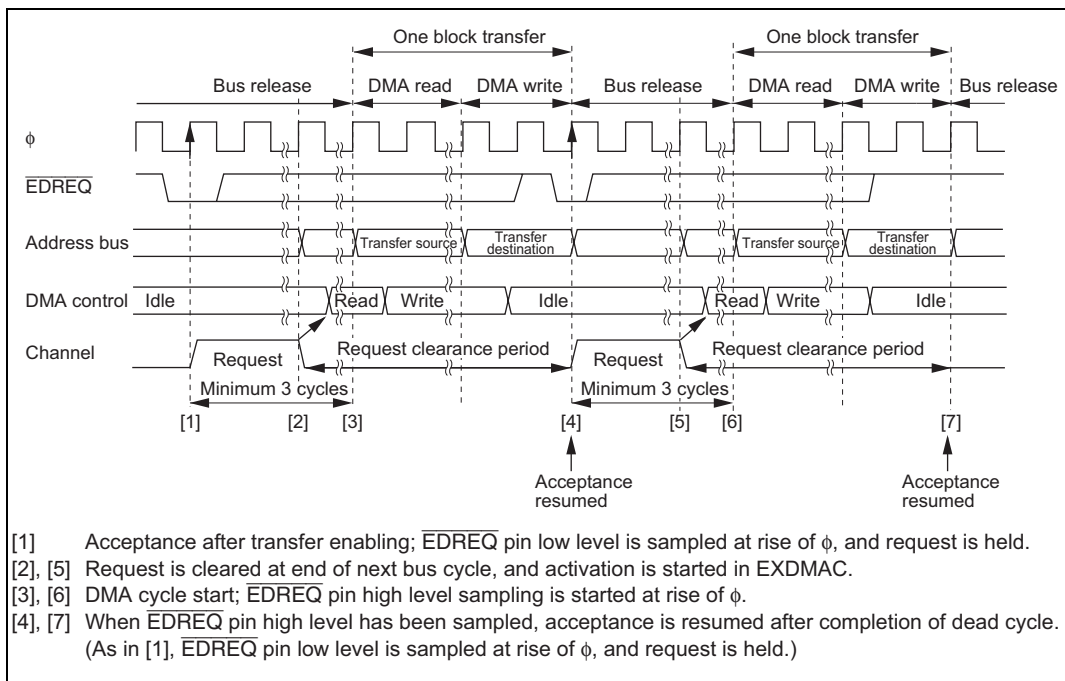 One block transfer One block transfer
Bus release DMA read DMA write Bus release DMA read DMA write Bus release
ϕ
EDREQ
Address bus Transfer source Transfer destination Transfer source Transfer destination
DMA control Idle Read Write Idle Read Write Idle
Channel Request Request clearance period Request Request clearance period
Minimum 3 cycles Minimum 3 cycles
[1] [2] [3] [4] [5] [6] [7]
Acceptance resumed Acceptance resumed
[1] Acceptance after transfer enabling; EDREQ pin low level is sampled at rise of ϕ, and request is held.
[2], [5] Request is cleared at end of next bus cycle, and activation is started in EXDMAC.
[3], [6] DMA cycle start; EDREQ pin high level sampling is started at rise of ϕ.
[4], [7] When EDREQ pin high level has been sampled, acceptance is resumed after completion of dead cycle.
(As in [1], EDREQ pin low level is sampled at rise of ϕ, and request is held.)